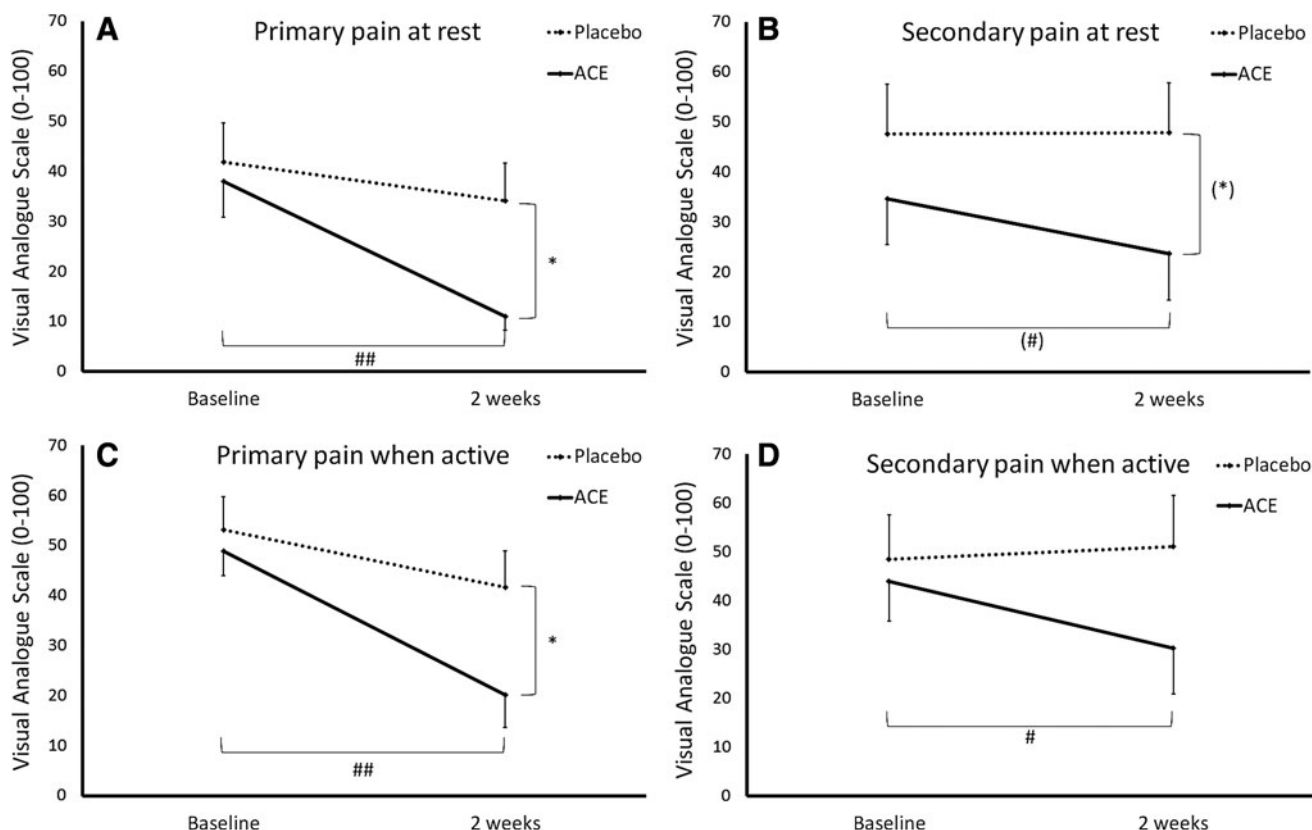 A
Primary pain at rest
Placebo
ACE
Visual Analogue Scale (0-100)
70
60
50
40
30
20
10
0
*
##
Baseline 2 weeks
B
Secondary pain at rest
Placebo
ACE
Visual Analogue Scale (0-100)
70
60
50
40
30
20
10
0
(*)
(#)
Baseline 2 weeks
C
Primary pain when active
Placebo
ACE
Visual Analogue Scale (0-100)
70
60
50
40
30
20
10
0
*
##
Baseline 2 weeks
D
Secondary pain when active
Placebo
ACE
Visual Analogue Scale (0-100)
70
60
50
40
30
20
10
0
#
Baseline 2 weeks